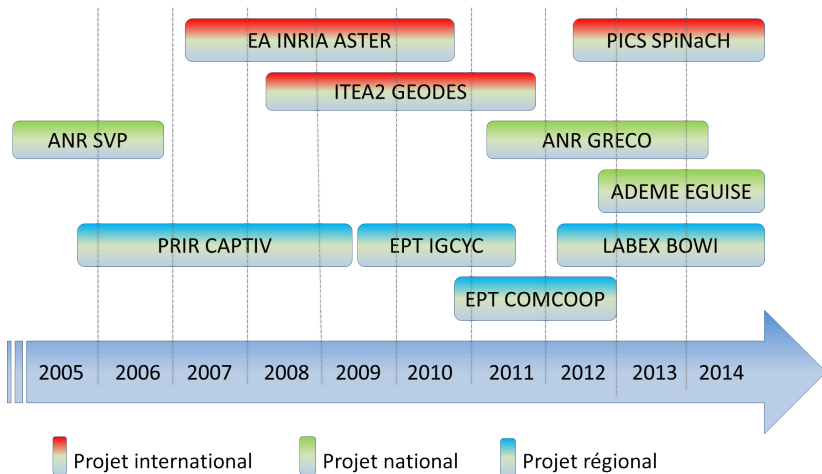 EA INRIA ASTER
PICS SPiNaCH
ITEA2 GEODES
ANR SVP
ANR GRECO
ADEME EGUISE
PRIR CAPTIV
EPT IGCYC
LABEX BOWI
EPT COMCOOP
2005 2006 2007 2008 2009 2010 2011 2012 2013 2014
Projet international
Projet national
Projet régional